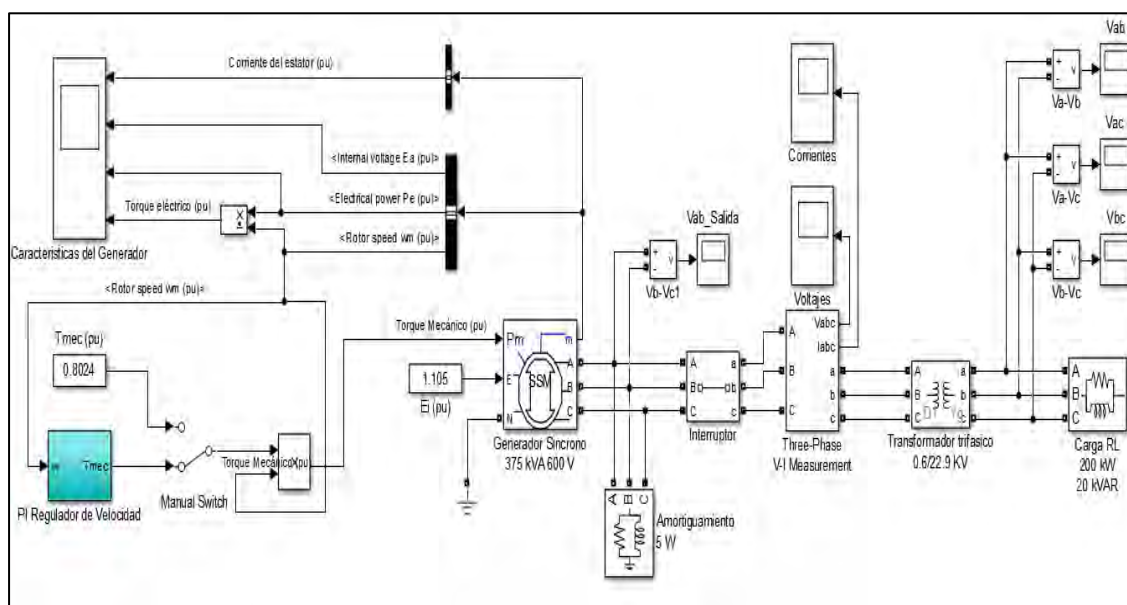 Corriente del estator (pu)
<Internal voltage Ea (pu)>
<Electrical power Pe (pu)>
Torque eléctrico (pu)
<Rotor speed wm (pu)>
Características del Generador
<Rotor speed wm (pu)>
Tmec (pu)
0.8024
w
Tmec
PI Regulador de Velocidad
Manual Switch
Torque Mecánico (pu)
Torque Mecánico (pu)
1.105
Ei (pu)
Pm
m
E
N
SSM
A
B
C
Generador Sincrono
375 kVA 600 V
Vab_Salida
+
-
v
Vb-Vc1
A
B
C
a
b
c
Interruptor
A B C
Amortiguamiento
5 W
Corrientes
Voltajes
Vabc
Iabc
A
B
C
a
b
c
Three-Phase
V-I Measurement
A
B
C
a
b
c
Transformador trifasico
0.6/22.9 KV
Vab
+
-
v
Va-Vb
Vac
+
-
v
Va-Vc
Vbc
+
-
v
Vb-Vc
A
B
C
Carga RL
200 kW
20 kVAR